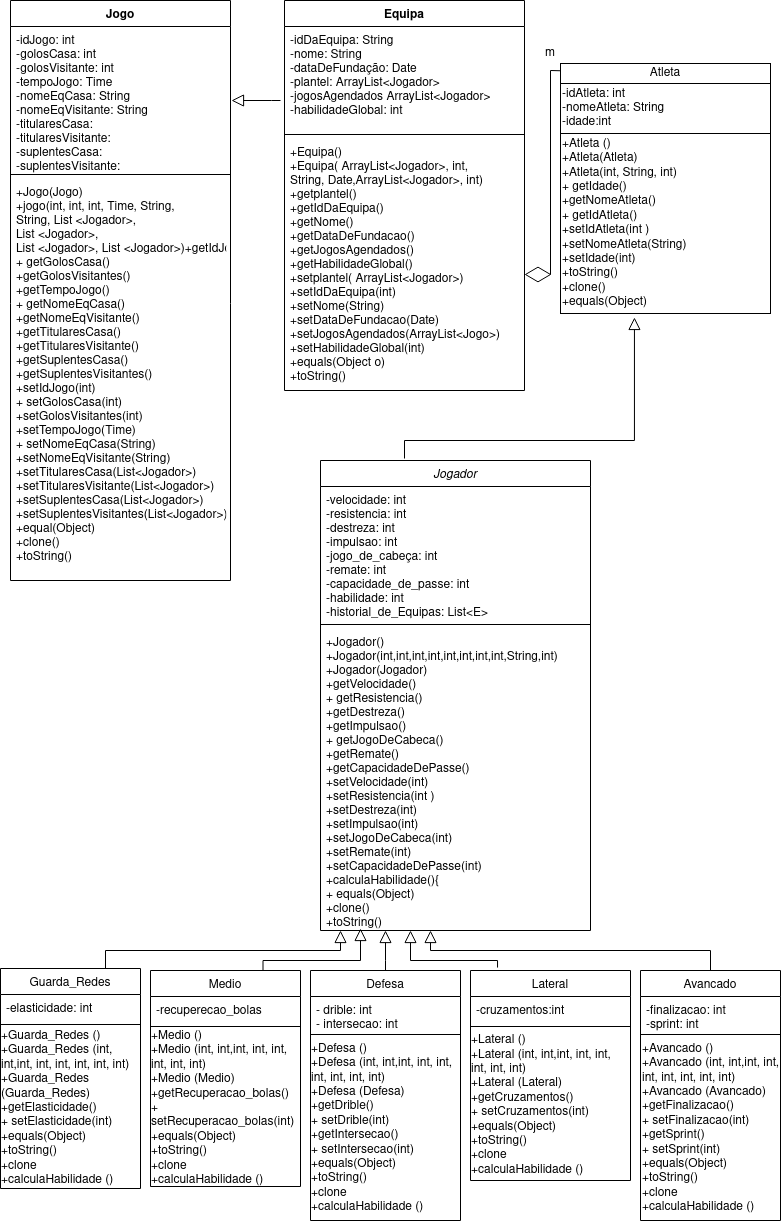 Jogo
-idJogo: int
-golosCasa: int
-golosVisitante: int
-tempoJogo: Time
-nomeEqCasa: String
-nomeEqVisitante: String
-titularesCasa:
-titularesVisitante:
-suplentesCasa:
-suplentesVisitante:
+Jogo(Jogo)
+jogo(int, int, int, Time, String,
String, List <Jogador>,
List <Jogador>,
List <Jogador>, List <Jogador>)+getIdJ
+ getGolosCasa()
+getGolosVisitantes()
+getTempoJogo()
+ getNomeEqCasa()
+getNomeEqVisitante()
+getTitularesCasa()
+getTitularesVisitante()
+getSuplentesCasa()
+getSuplentesVisitantes()
+setIdJogo(int)
+ setGolosCasa(int)
+setGolosVisitantes(int)
+setTempoJogo(Time)
+ setNomeEqCasa(String)
+setNomeEqVisitante(String)
+setTitularesCasa(List<Jogador>)
+setTitularesVisitante(List<Jogador>)
+setSuplentesCasa(List<Jogador>)
+setSuplentesVisitantes(List<Jogador>)
+equal(Object)
+clone()
+toString()
Equipa
-idDaEquipa: String
-nome: String
-dataDeFundação: Date
-plantel: ArrayList<Jogador>
-jogosAgendados ArrayList<Jogador>
-habilidadeGlobal: int
+Equipa()
+Equipa( ArrayList<Jogador>, int,
String, Date,ArrayList<Jogador>, int)
+getplantel()
+getIdDaEquipa()
+getNome()
+getDataDeFundacao()
+getJogosAgendados()
+getHabilidadeGlobal()
+setplantel( ArrayList<Jogador>)
+setIdDaEquipa(int)
+setNome(String)
+setDataDeFundacao(Date)
+setJogosAgendados(ArrayList<Jogo>)
+setHabilidadeGlobal(int)
+equals(Object o)
+toString()
m
Atleta
-idAtleta: int
-nomeAtleta: String
-idade:int
+Atleta ()
+Atleta(Atleta)
+Atleta(int, String, int)
+ getIdade()
+getNomeAtleta()
+ getIdAtleta()
+setIdAtleta(int )
+setNomeAtleta(String)
+setIdade(int)
+toString()
+clone()
+equals(Object)
Jogador
-velocidade: int
-resistencia: int
-destreza: int
-impulsao: int
-jogo_de_cabeça: int
-remate: int
-capacidade_de_passe: int
-habilidade: int
-historial_de_Equipas: List<E>
+Jogador()
+Jogador(int,int,int,int,int,int,int,int,String,int)
+Jogador(Jogador)
+getVelocidade()
+ getResistencia()
+getDestreza()
+getImpulsao()
+ getJogoDeCabeca()
+getRemate()
+getCapacidadeDePasse()
+setVelocidade(int)
+setResistencia(int )
+setDestreza(int)
+setImpulsao(int)
+setJogoDeCabeca(int)
+setRemate(int)
+setCapacidadeDePasse(int)
+calculaHabilidade(){
+ equals(Object)
+clone()
+toString()
Guarda_Redes
-elasticidade: int
+Guarda_Redes ()
+Guarda_Redes (int,
int,int, int, int, int, int, int)
+Guarda_Redes
(Guarda_Redes)
+getElasticidade()
+ setElasticidade(int)
+equals(Object)
+toString()
+clone
+calculaHabilidade ()
Medio
-recuperecao_bolas
+Medio ()
+Medio (int, int,int, int, int,
int, int, int)
+Medio (Medio)
+getRecuperacao_bolas()
+
setRecuperacao_bolas(int)
+equals(Object)
+toString()
+clone
+calculaHabilidade ()
Defesa
- drible: int
- intersecao: int
+Defesa ()
+Defesa (int, int,int, int, int,
int, int, int, int)
+Defesa (Defesa)
+getDrible()
+ setDrible(int)
+getIntersecao()
+ setIntersecao(int)
+equals(Object)
+toString()
+clone
+calculaHabilidade ()
Lateral
-cruzamentos:int
+Lateral ()
+Lateral (int, int,int, int, int,
int, int, int)
+Lateral (Lateral)
+getCruzamentos()
+ setCruzamentos(int)
+equals(Object)
+toString()
+clone
+calculaHabilidade ()
Avancado
-finalizacao: int
-sprint: int
+Avancado ()
+Avancado (int, int,int, int,
int, int, int, int, int)
+Avancado (Avancado)
+getFinalizacao()
+ setFinalizacao(int)
+getSprint()
+ setSprint(int)
+equals(Object)
+toString()
+clone
+calculaHabilidade ()